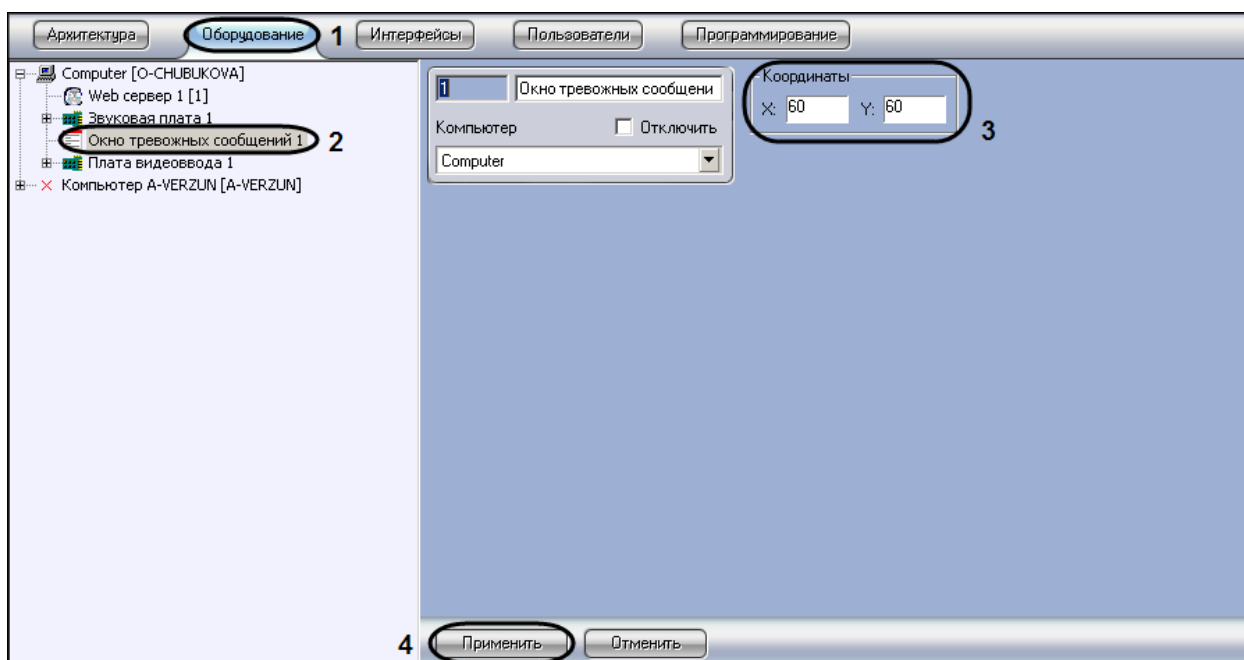 Архитектура Оборудование 1 Интерфейсы Пользователи Программирование
Computer [O-CHUBUKOVA]
Web сервер 1 [1]
Звуковая плата 1
Окно тревожных сообщений 1 2
Плата видеоввода 1
Компьютер A-VERZUN [A-VERZUN]
1 Окно тревожных сообщени
Компьютер Отключить
Computer
Координаты
X: 60 Y: 60
3
4 Применить Отменить